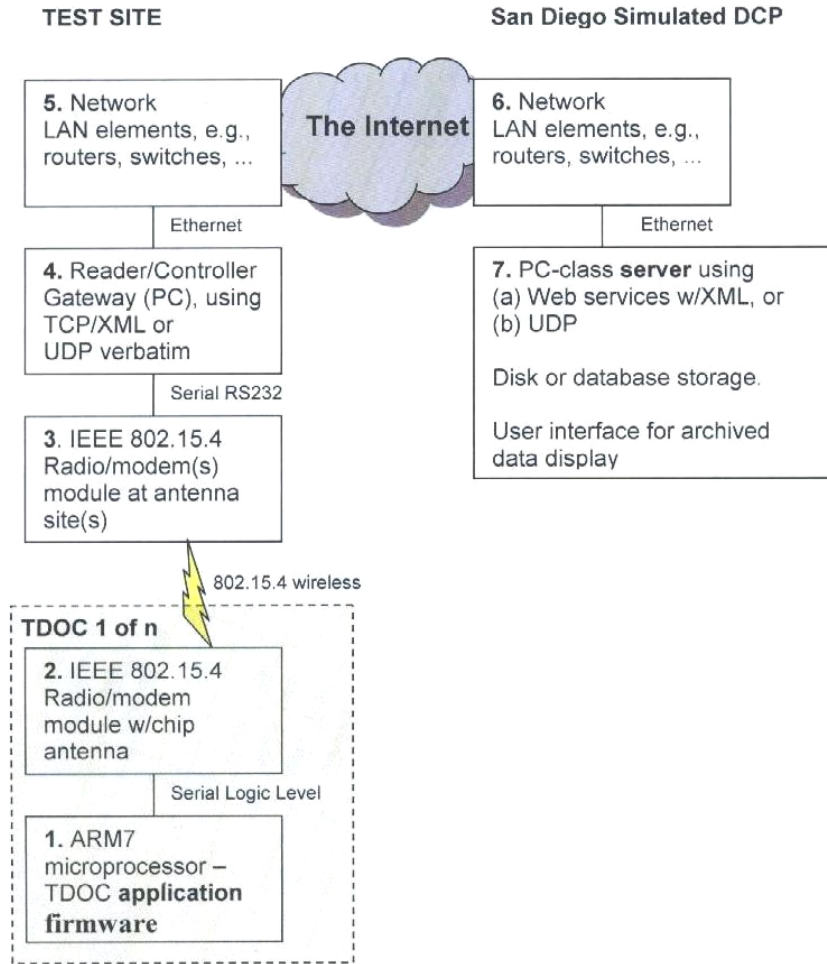 TEST SITE
San Diego Simulated DCP
5. Network
LAN elements, e.g.,
routers, switches, ...
The Internet
6. Network
LAN elements, e.g.,
routers, switches, ...
Ethernet
Ethernet
4. Reader/Controller
Gateway (PC), using
TCP/XML or
UDP verbatim
7. PC-class server using
(a) Web services w/XML, or
(b) UDP
Disk or database storage.
User interface for archived
data display
Serial RS232
3. IEEE 802.15.4
Radio/modem(s)
module at antenna
site(s)
802.15.4 wireless
TDOC 1 of n
2. IEEE 802.15.4
Radio/modem
module w/chip
antenna
Serial Logic Level
1. ARM7
microprocessor –
TDOC application
firmware